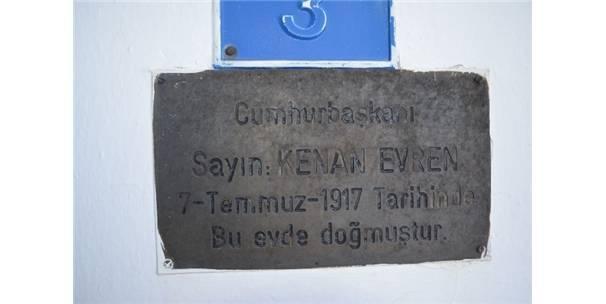 3
Cumhurbaşkanı
Sayın: KENAN EVREN
7-Temmuz-1917 Tarihinde
Bu evde doğmuştur.